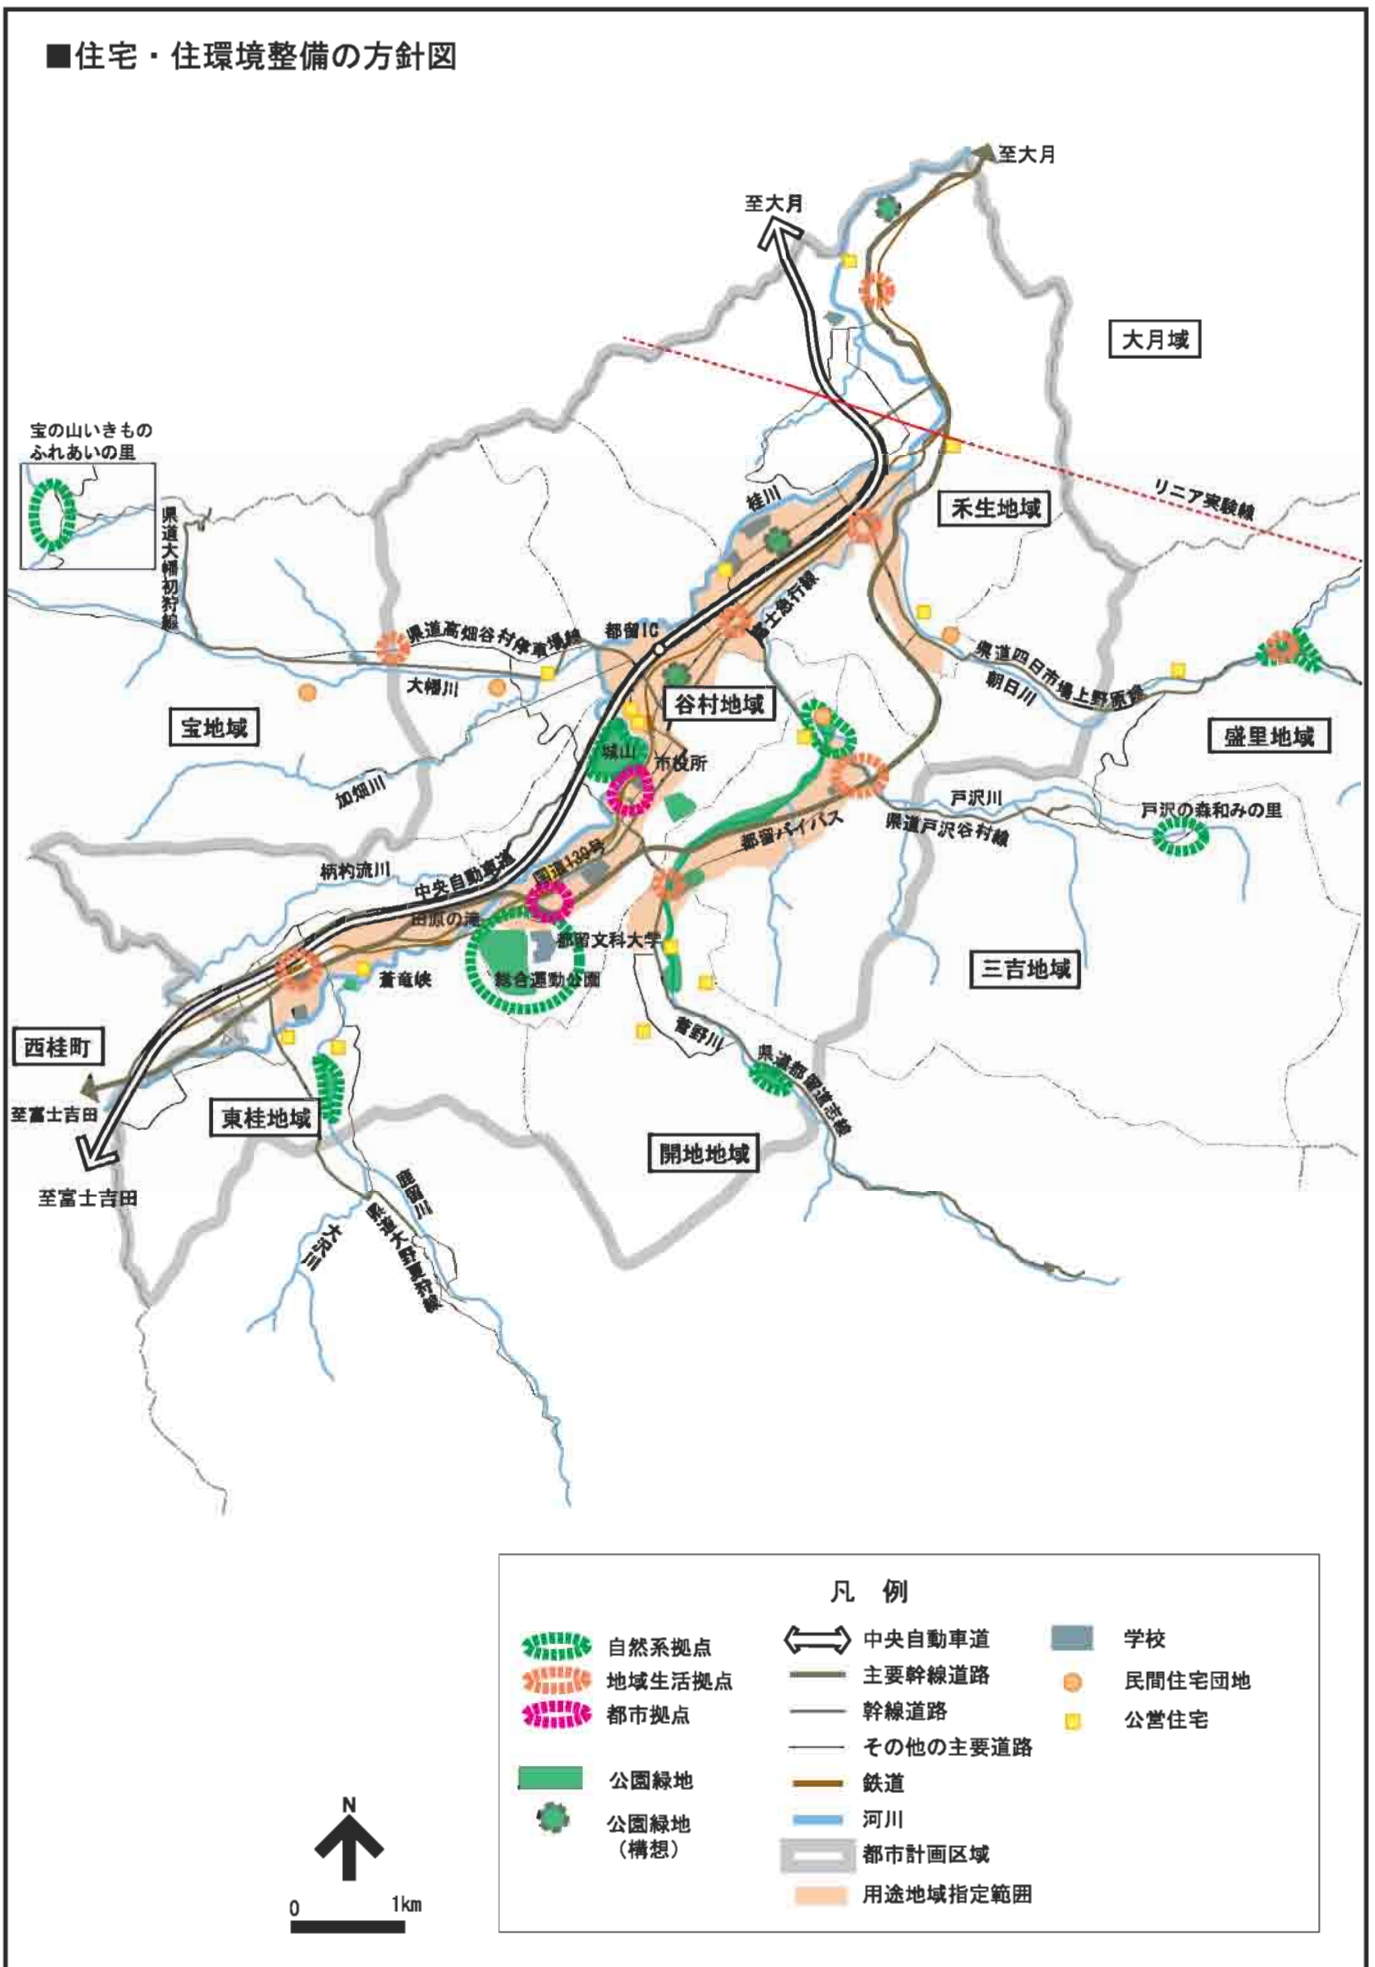 ■住宅・住環境整備の方針図
至大月
至大月
大月域
宝の山いきもの
ふれあいの里
県道大幡初狩線
桂川
禾生地域
リニア実験線
富士急行線
都留IC
県道高畑谷村停車場線
大幡川
県道四日市場上野原線
朝日川
谷村地域
宝地域
盛里地域
城山
市役所
加畑川
戸沢川
戸沢の森和みの里
県道戸沢谷村線
都留バイパス
柄杓流川
中央自動車道
国道139号
田原の滝
都留文科大学
三吉地域
蒼竜峡
総合運動公園
西桂町
菅野川
県道都留道志線
至富士吉田
東桂地域
開地地域
至富士吉田
鹿留川
大沢川
県道大野夏狩線
凡 例
自然系拠点
地域生活拠点
都市拠点
公園緑地
公園緑地
（構想）
中央自動車道
主要幹線道路
幹線道路
その他の主要道路
鉄道
河川
都市計画区域
用途地域指定範囲
学校
民間住宅団地
公営住宅
N
0 1km